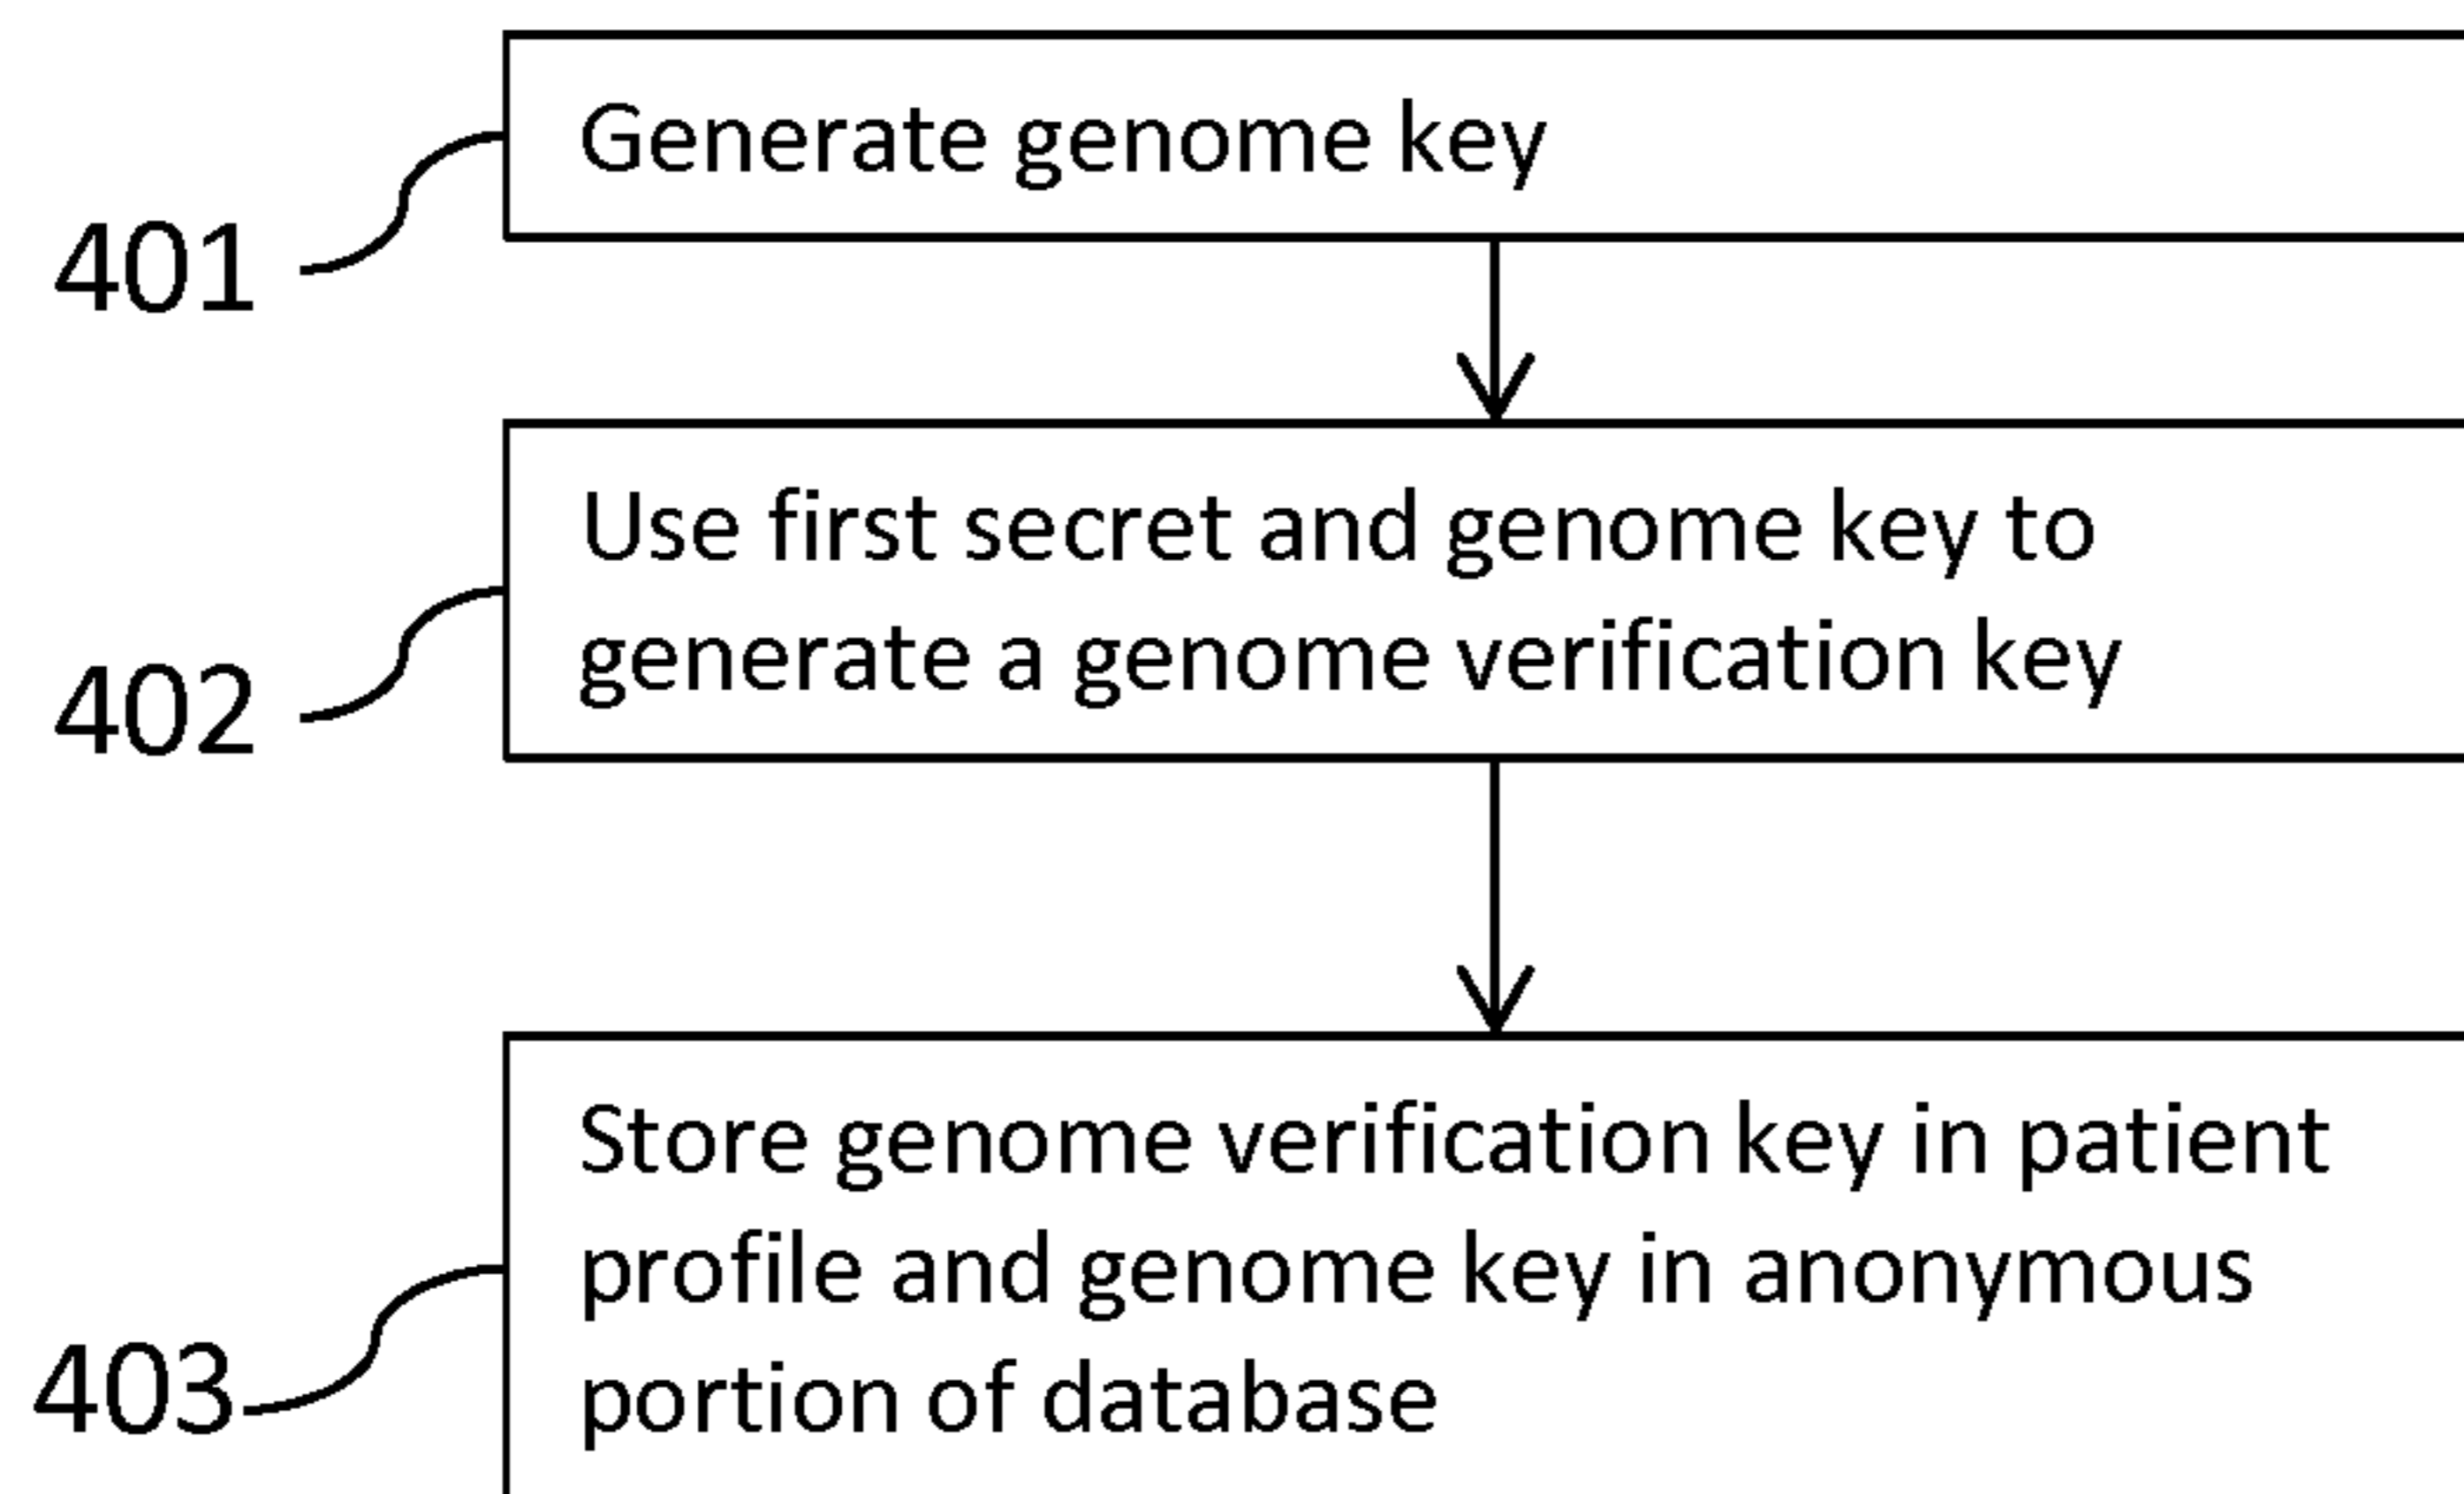 Generate genome key
401
Use first secret and genome key to
generate a genome verification key
402
Store genome verification key in patient
profile and genome key in anonymous
portion of database
403